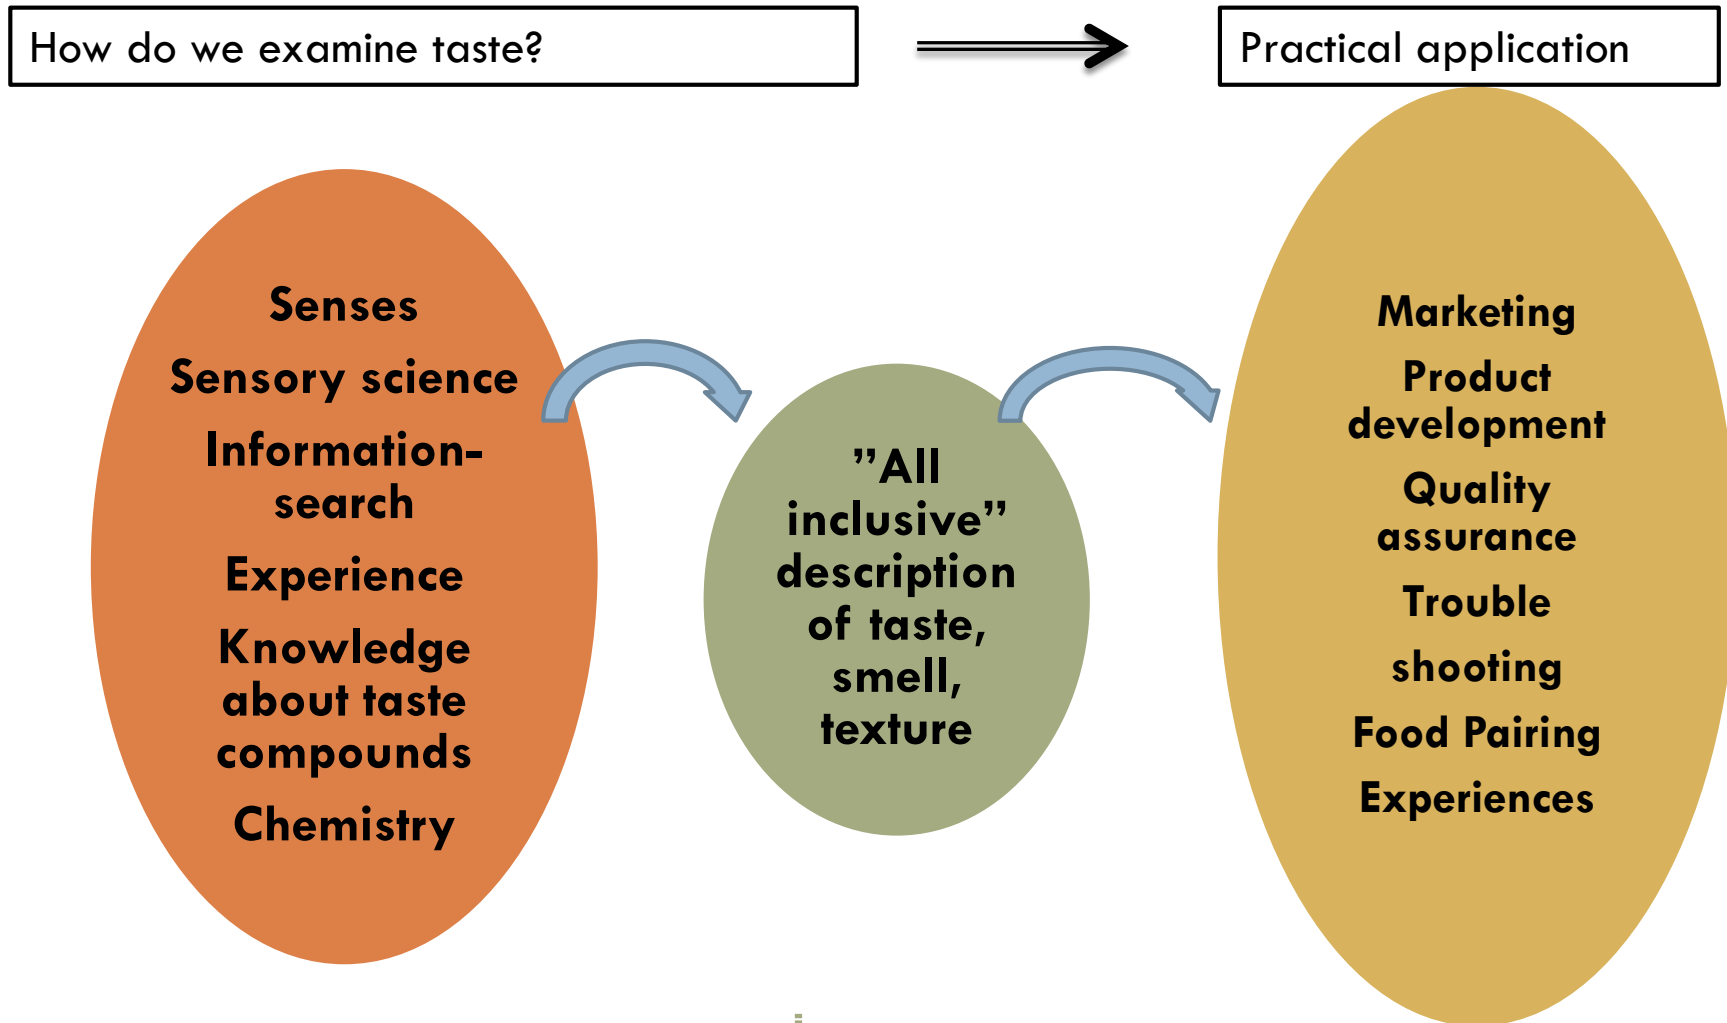 How do we examine taste?
Practical application
Senses
Sensory science
Information-
search
Experience
Knowledge
about taste
compounds
Chemistry
”All
inclusive”
description
of taste,
smell,
texture
Marketing
Product
development
Quality
assurance
Trouble
shooting
Food Pairing
Experiences